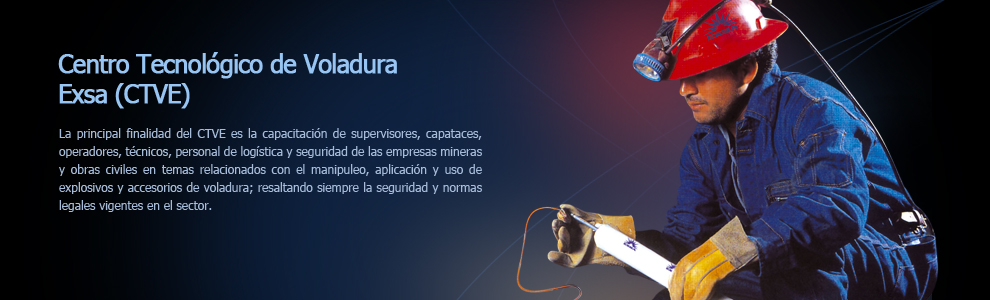 Centro Tecnológico de Voladura
Exsa (CTVE)
La principal finalidad del CTVE es la capacitación de supervisores, capataces,
operadores, técnicos, personal de logística y seguridad de las empresas mineras
y obras civiles en temas relacionados con el manipuleo, aplicación y uso de
explosivos y accesorios de voladura; resaltando siempre la seguridad y normas
legales vigentes en el sector.